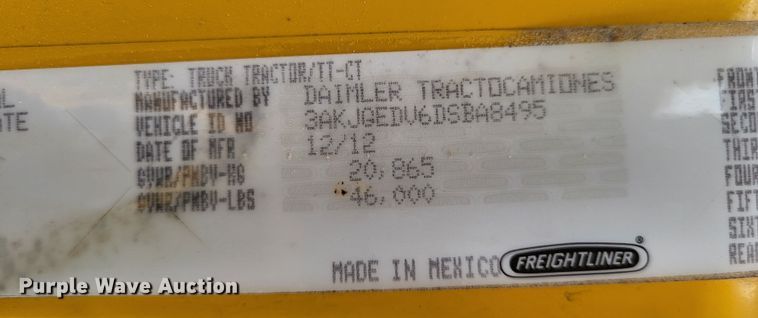 TYPE: TRUCK TRACTOR/TT-CT
MANUFACTURED BY DAIMLER TRACTOCAMIONES
VEHICLE ID NO 3AKJGEDV6DSBA8495
DATE OF MFR 12/12
GVWR/PNBV-KG 20,865
GVWR/PNBV-LBS 46,000
MADE IN MEXICO FREIGHTLINER ®
Purple Wave Auction